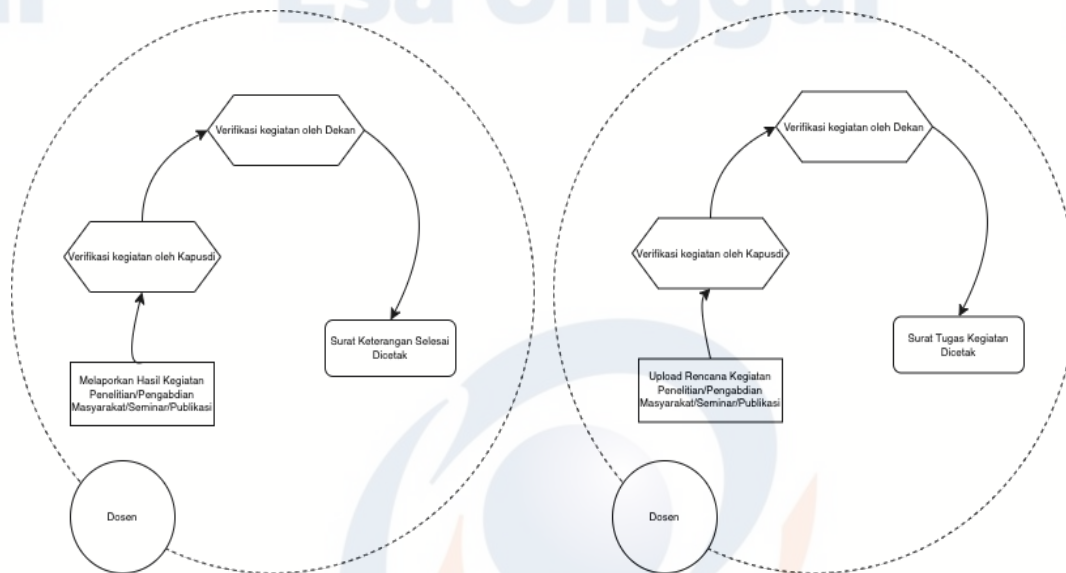 Esa Unggul
Verifikasi kegiatan oleh Dekan
Verifikasi kegiatan oleh Kapusdi
Surat Keterangan Selesai
Dicetak
Melaporkan Hasil Kegiatan
Penelitian/Pengabdian
Masyarakat/Seminar/Publikasi
Dosen
Verifikasi kegiatan oleh Dekan
Verifikasi kegiatan oleh Kapusdi
Surat Tugas Kegiatan
Dicetak
Upload Rencana Kegiatan
Penelitian/Pengabdian
Masyarakat/Seminar/Publikasi
Dosen